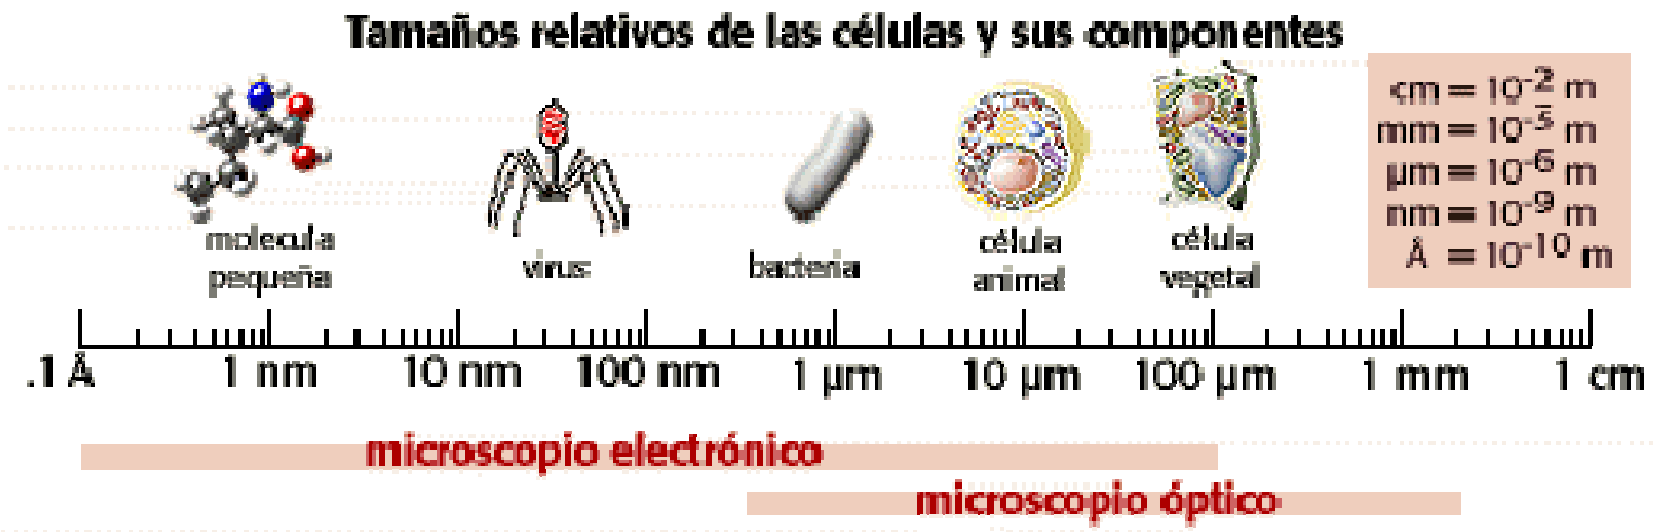 Tamaños relativos de las células y sus componentes
cm = 10⁻² m
mm = 10⁻³ m
µm = 10⁻⁶ m
nm = 10⁻⁹ m
Å = 10⁻¹⁰ m
molecula
pequeña
virus
bacteria
célula
animal
célula
vegetal
.1 Å 1 nm 10 nm 100 nm 1 µm 10 µm 100 µm 1 mm 1 cm
microscopio electrónico
microscopio óptico